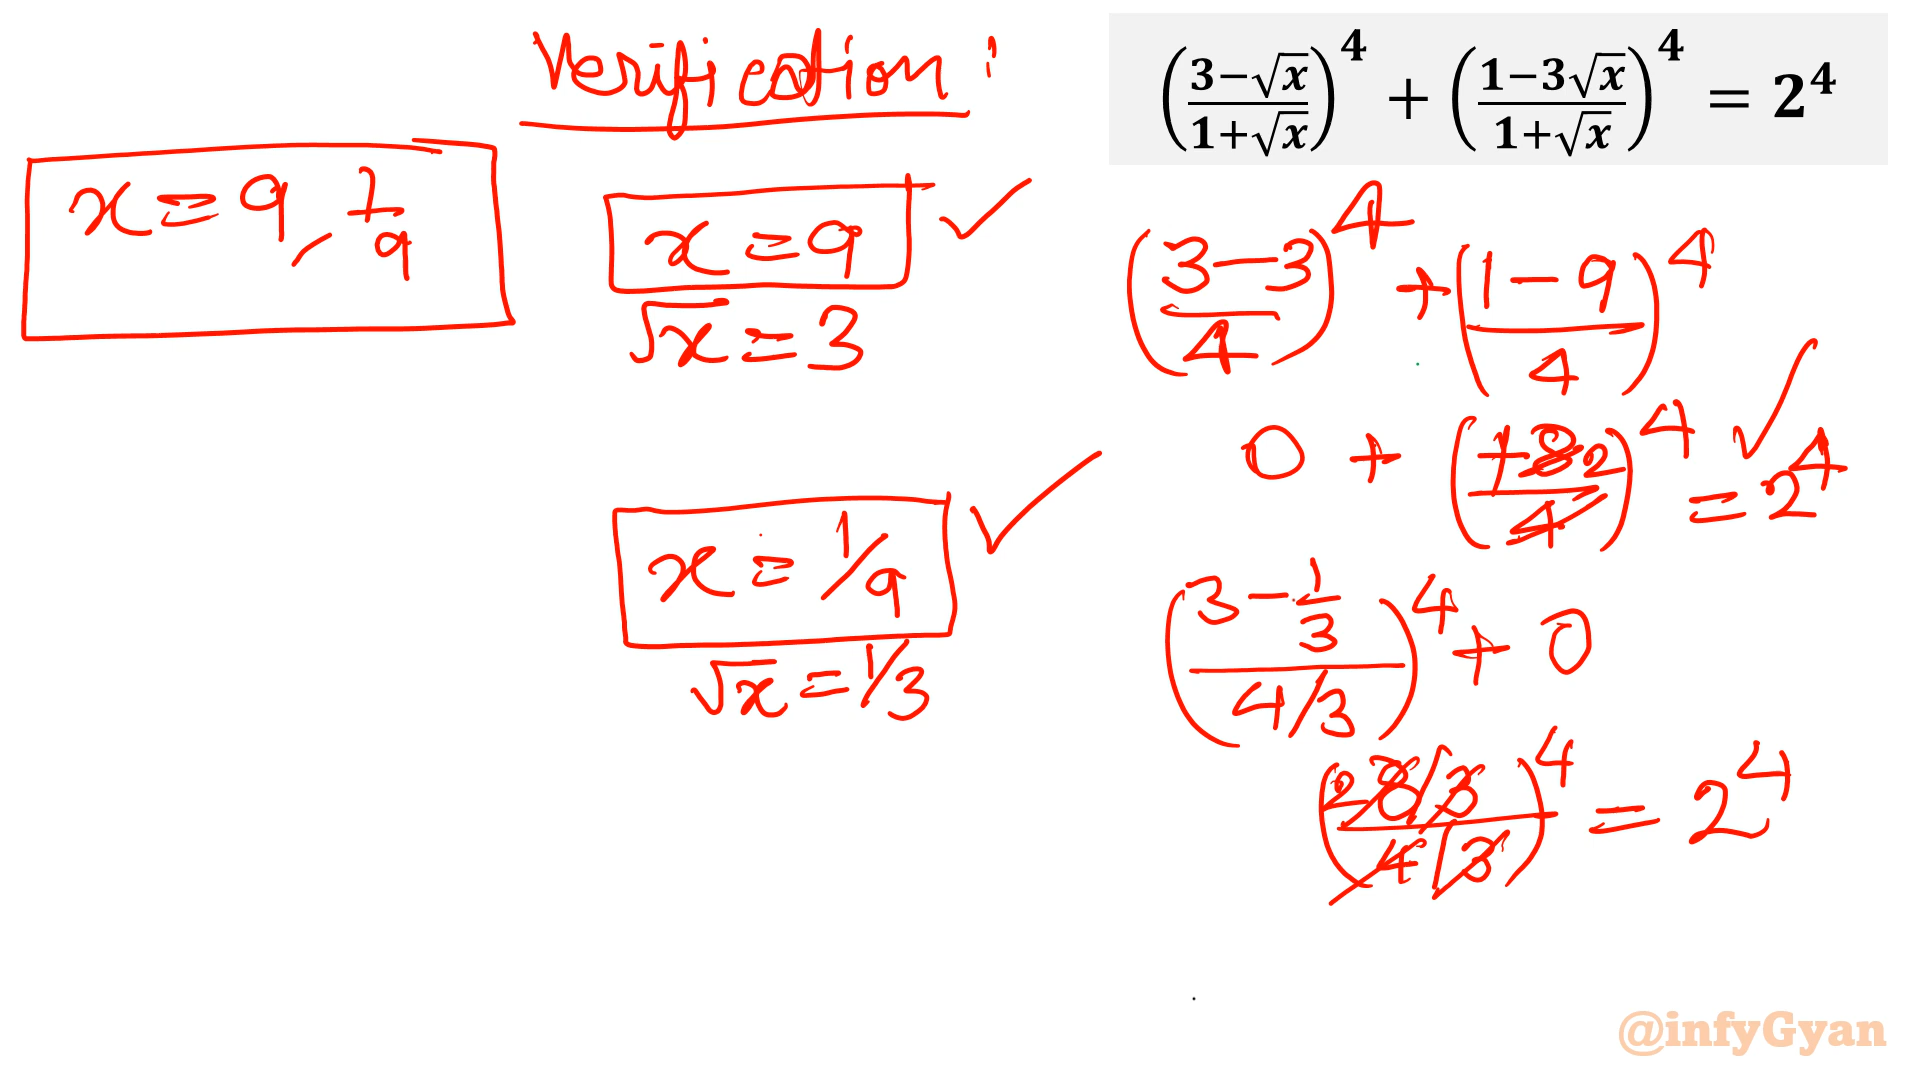 Verification :
((3−√x)/(1+√x))^4 + ((1−3√x)/(1+√x))^4 = 2^4
x = 9, 1/9
x = 9 ✓
√x = 3
((3−3)/4)^4 + ((1−9)/4)^4
0 + ((−8 2)/4)^4 = 2^4 ✓
x = 1/9 ✓
√x = 1/3
((3−1/3)/(4/3))^4 + 0
((2 8/3)/(4/3))^4 = 2^4
@infyGyan